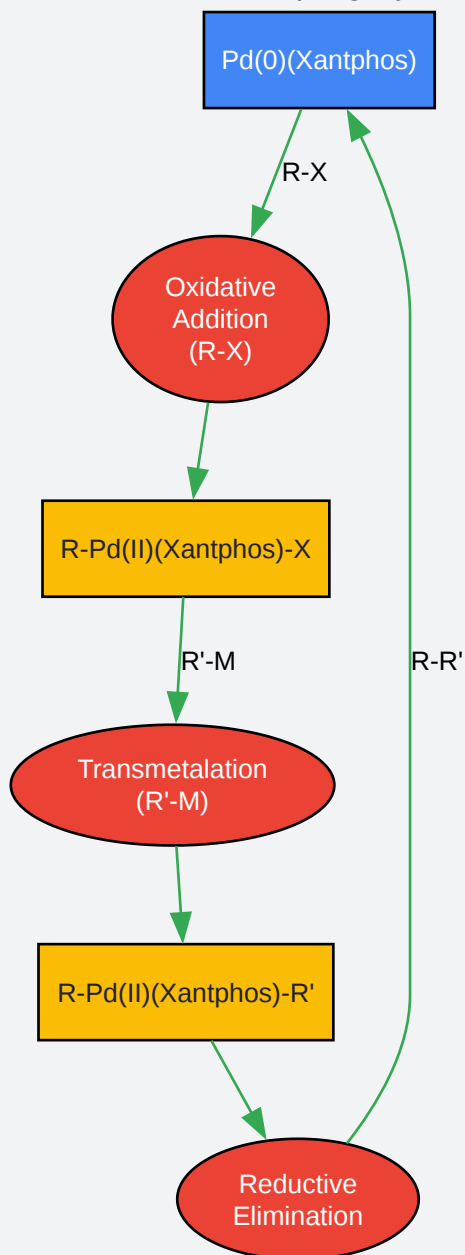 Pd(0)(Xantphos)
R-X
Oxidative
Addition
(R-X)
R-Pd(II)(Xantphos)-X
R'-M
R-R'
Transmetalation
(R'-M)
R-Pd(II)(Xantphos)-R'
Reductive
Elimination